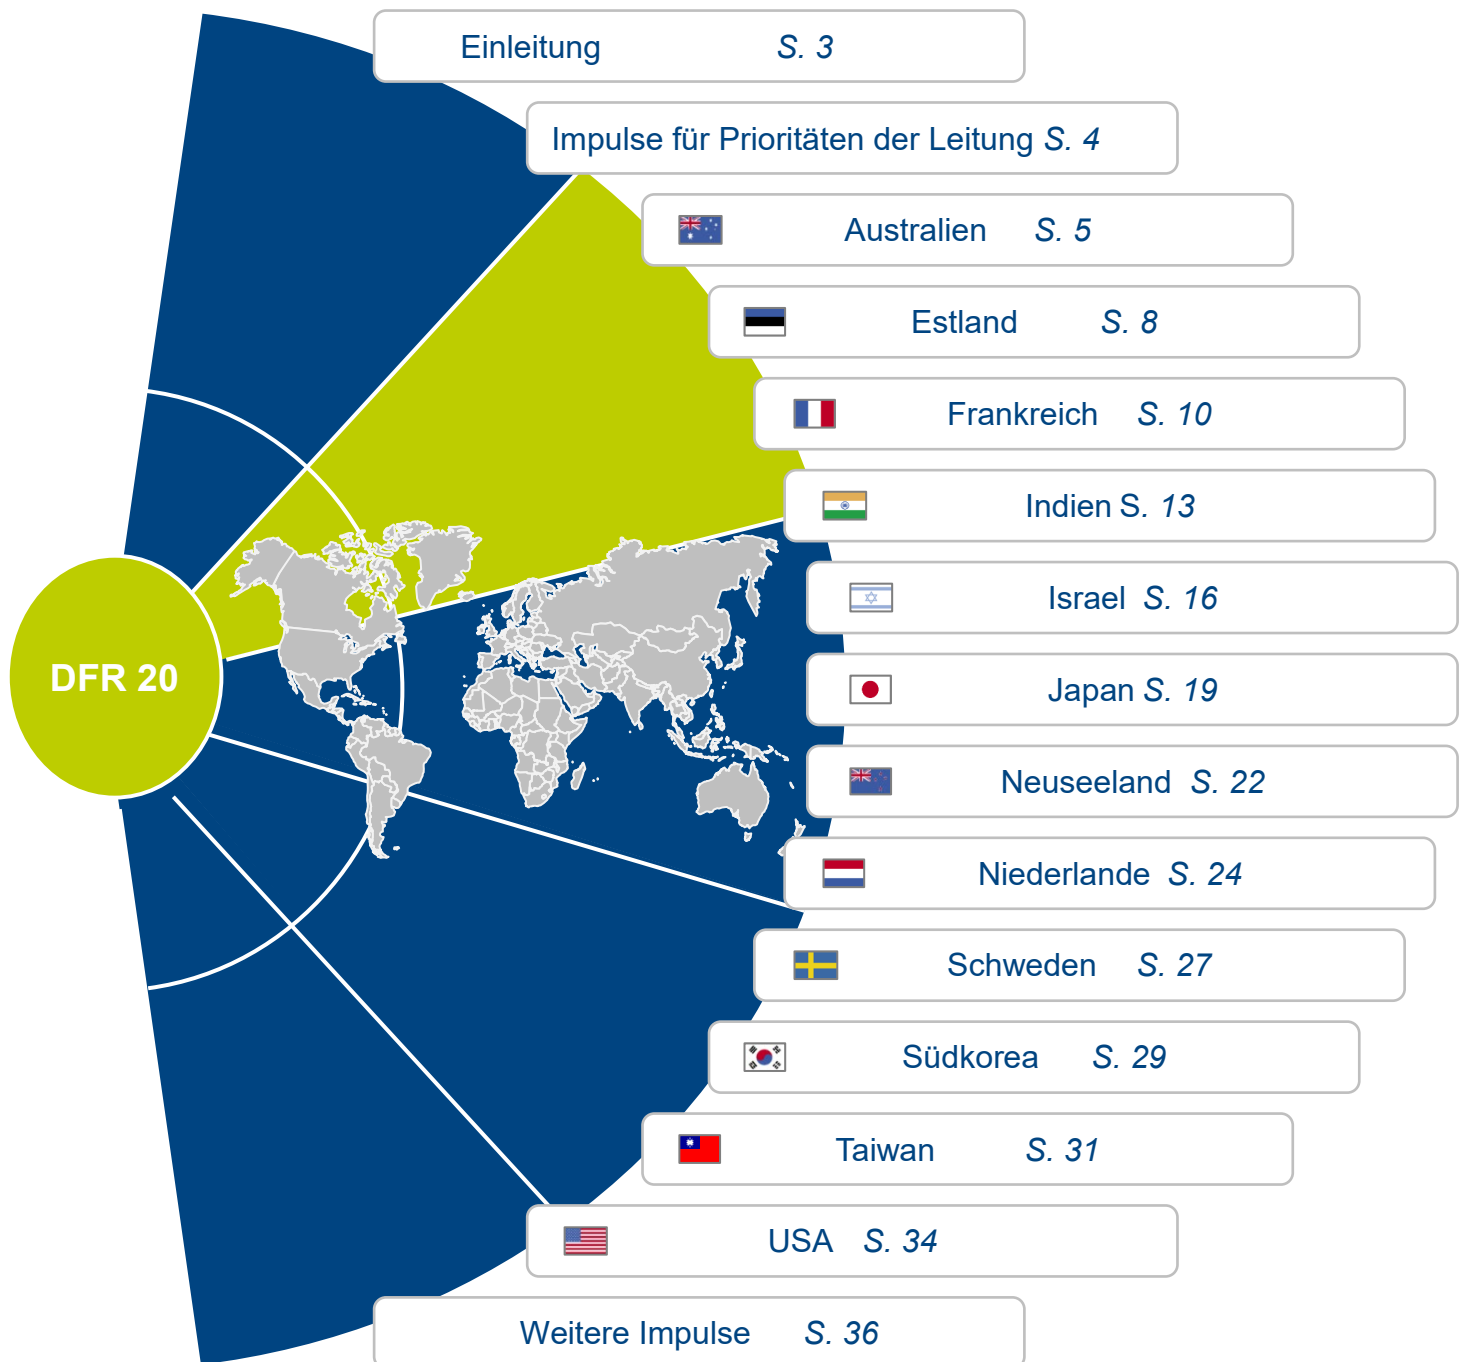 Einleitung S. 3
Impulse für Prioritäten der Leitung S. 4
Australien S. 5
Estland S. 8
Frankreich S. 10
Indien S. 13
Israel S. 16
DFR 20
Japan S. 19
Neuseeland S. 22
Niederlande S. 24
Schweden S. 27
Südkorea S. 29
Taiwan S. 31
USA S. 34
Weitere Impulse S. 36